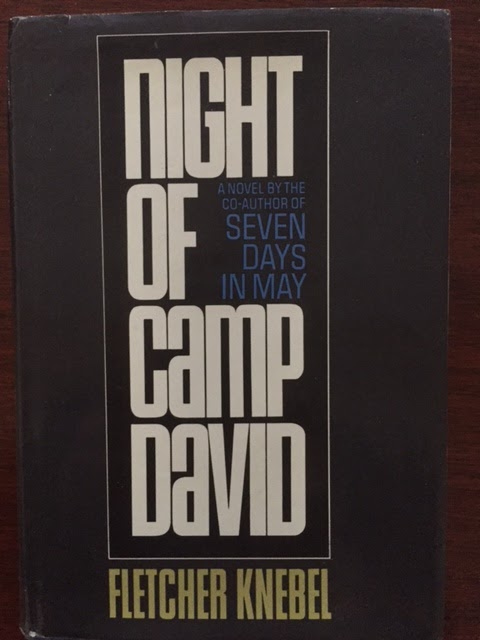 NIGHT
OF
A NOVEL BY THE
CO-AUTHOR OF
SEVEN
DAYS
IN MAY
CaMP
DaVID
FLETCHER KNEBEL